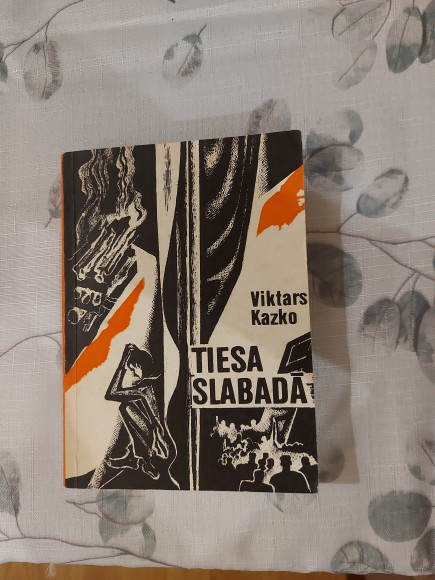 Viktars
Kazko
TIESA
SLABADĀ